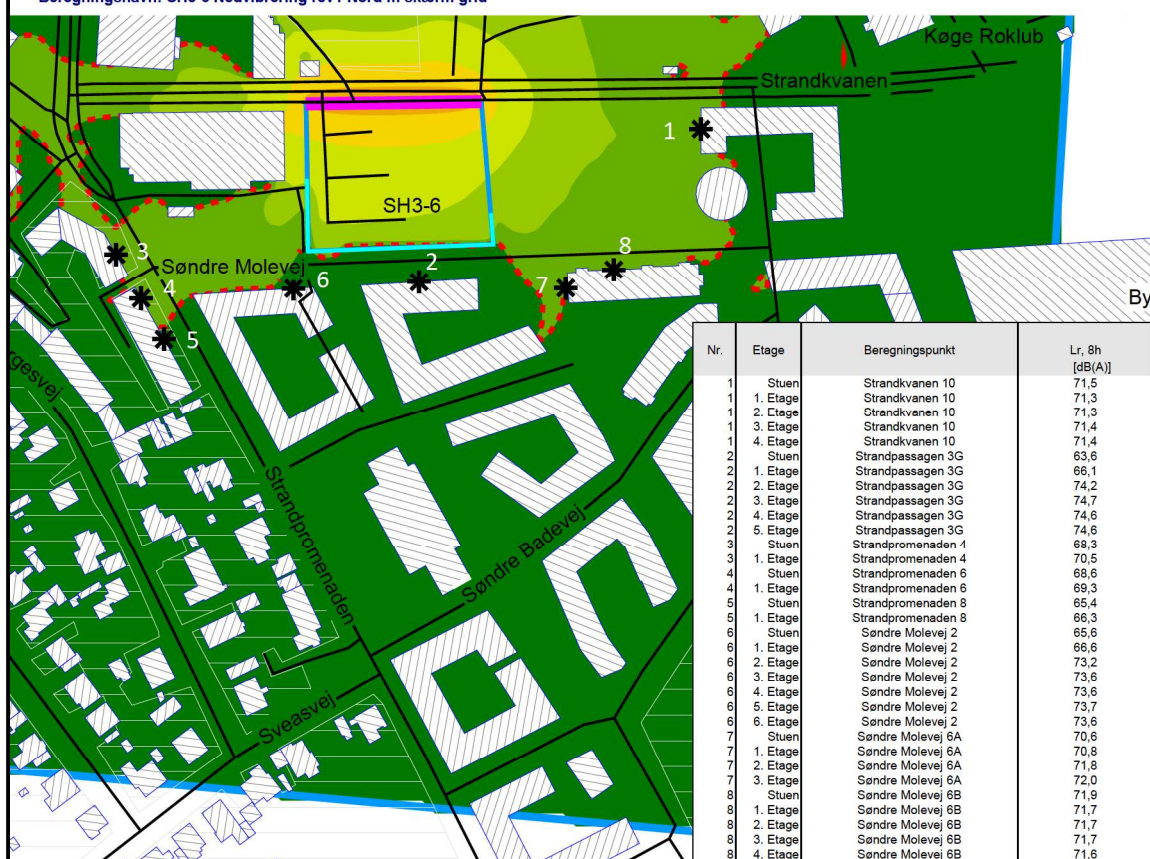 Køge Roklub
Strandkvanen
1
SH3-6
3
8
Søndre Molevej
2
6
7
4
5
By
gesvej
Strandpromenaden
Søndre Badevej
Sveasvej
Nr. Etage Beregningspunkt Lr, 8h
[dB(A)]
1 Stuen Strandkvanen 10 71,5
1 1. Etage Strandkvanen 10 71,3
1 2. Etage Strandkvanen 10 71,3
1 3. Etage Strandkvanen 10 71,4
1 4. Etage Strandkvanen 10 71,4
2 Stuen Strandpassagen 3G 63,6
2 1. Etage Strandpassagen 3G 66,1
2 2. Etage Strandpassagen 3G 74,2
2 3. Etage Strandpassagen 3G 74,7
2 4. Etage Strandpassagen 3G 74,6
2 5. Etage Strandpassagen 3G 74,6
3 Stuen Strandpromenaden 4 68,3
3 1. Etage Strandpromenaden 4 70,5
4 Stuen Strandpromenaden 6 68,6
4 1. Etage Strandpromenaden 6 69,3
5 Stuen Strandpromenaden 8 65,4
5 1. Etage Strandpromenaden 8 66,3
6 Stuen Søndre Molevej 2 65,6
6 1. Etage Søndre Molevej 2 66,6
6 2. Etage Søndre Molevej 2 73,2
6 3. Etage Søndre Molevej 2 73,6
6 4. Etage Søndre Molevej 2 73,6
6 5. Etage Søndre Molevej 2 73,7
6 6. Etage Søndre Molevej 2 73,6
7 Stuen Søndre Molevej 6A 70,6
7 1. Etage Søndre Molevej 6A 70,8
7 2. Etage Søndre Molevej 6A 71,8
7 3. Etage Søndre Molevej 6A 72,0
8 Stuen Søndre Molevej 6B 71,9
8 1. Etage Søndre Molevej 6B 71,7
8 2. Etage Søndre Molevej 6B 71,7
8 3. Etage Søndre Molevej 6B 71,7
8 4. Etage Søndre Molevej 6B 71,6